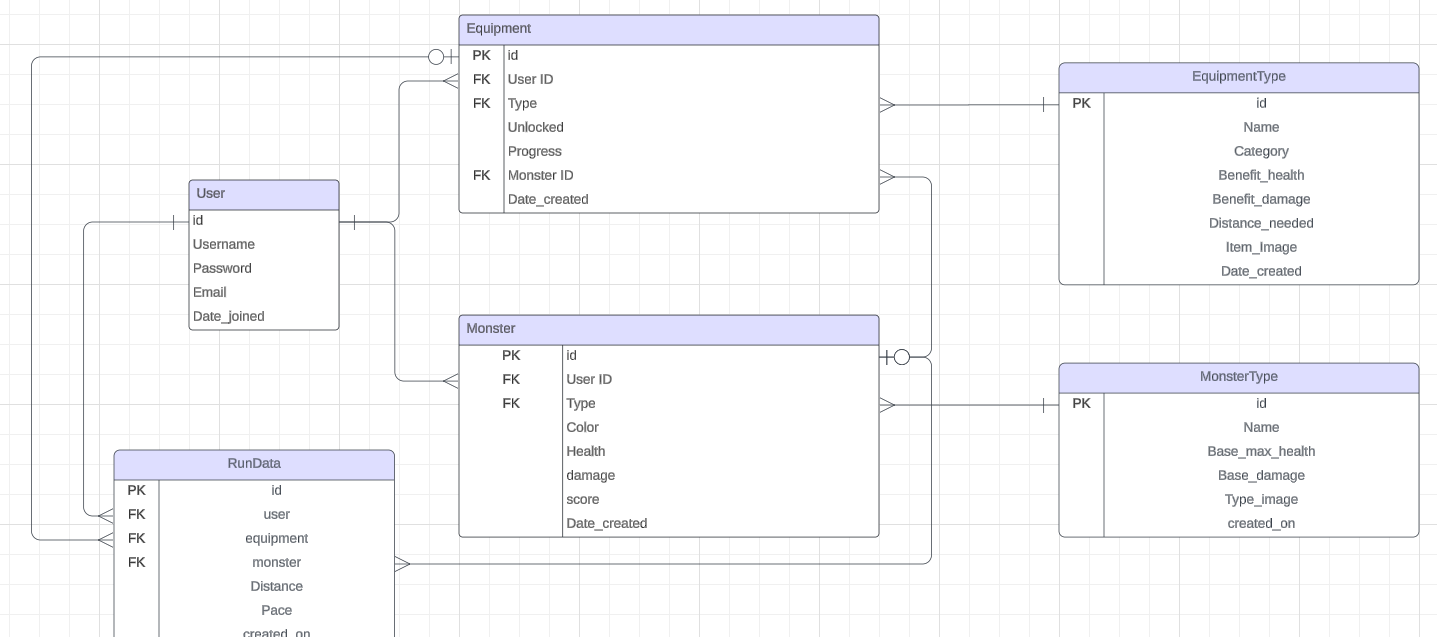 Equipment
PK id
FK User ID
FK Type
Unlocked
Progress
FK Monster ID
Date_created
EquipmentType
PK id
Name
Category
Benefit_health
Benefit_damage
Distance_needed
Item_Image
Date_created
User
id
Username
Password
Email
Date_joined
Monster
PK id
FK User ID
FK Type
Color
Health
damage
score
Date_created
MonsterType
PK id
Name
Base_max_health
Base_damage
Type_image
created_on
RunData
PK id
FK user
FK equipment
FK monster
Distance
Pace
created_on